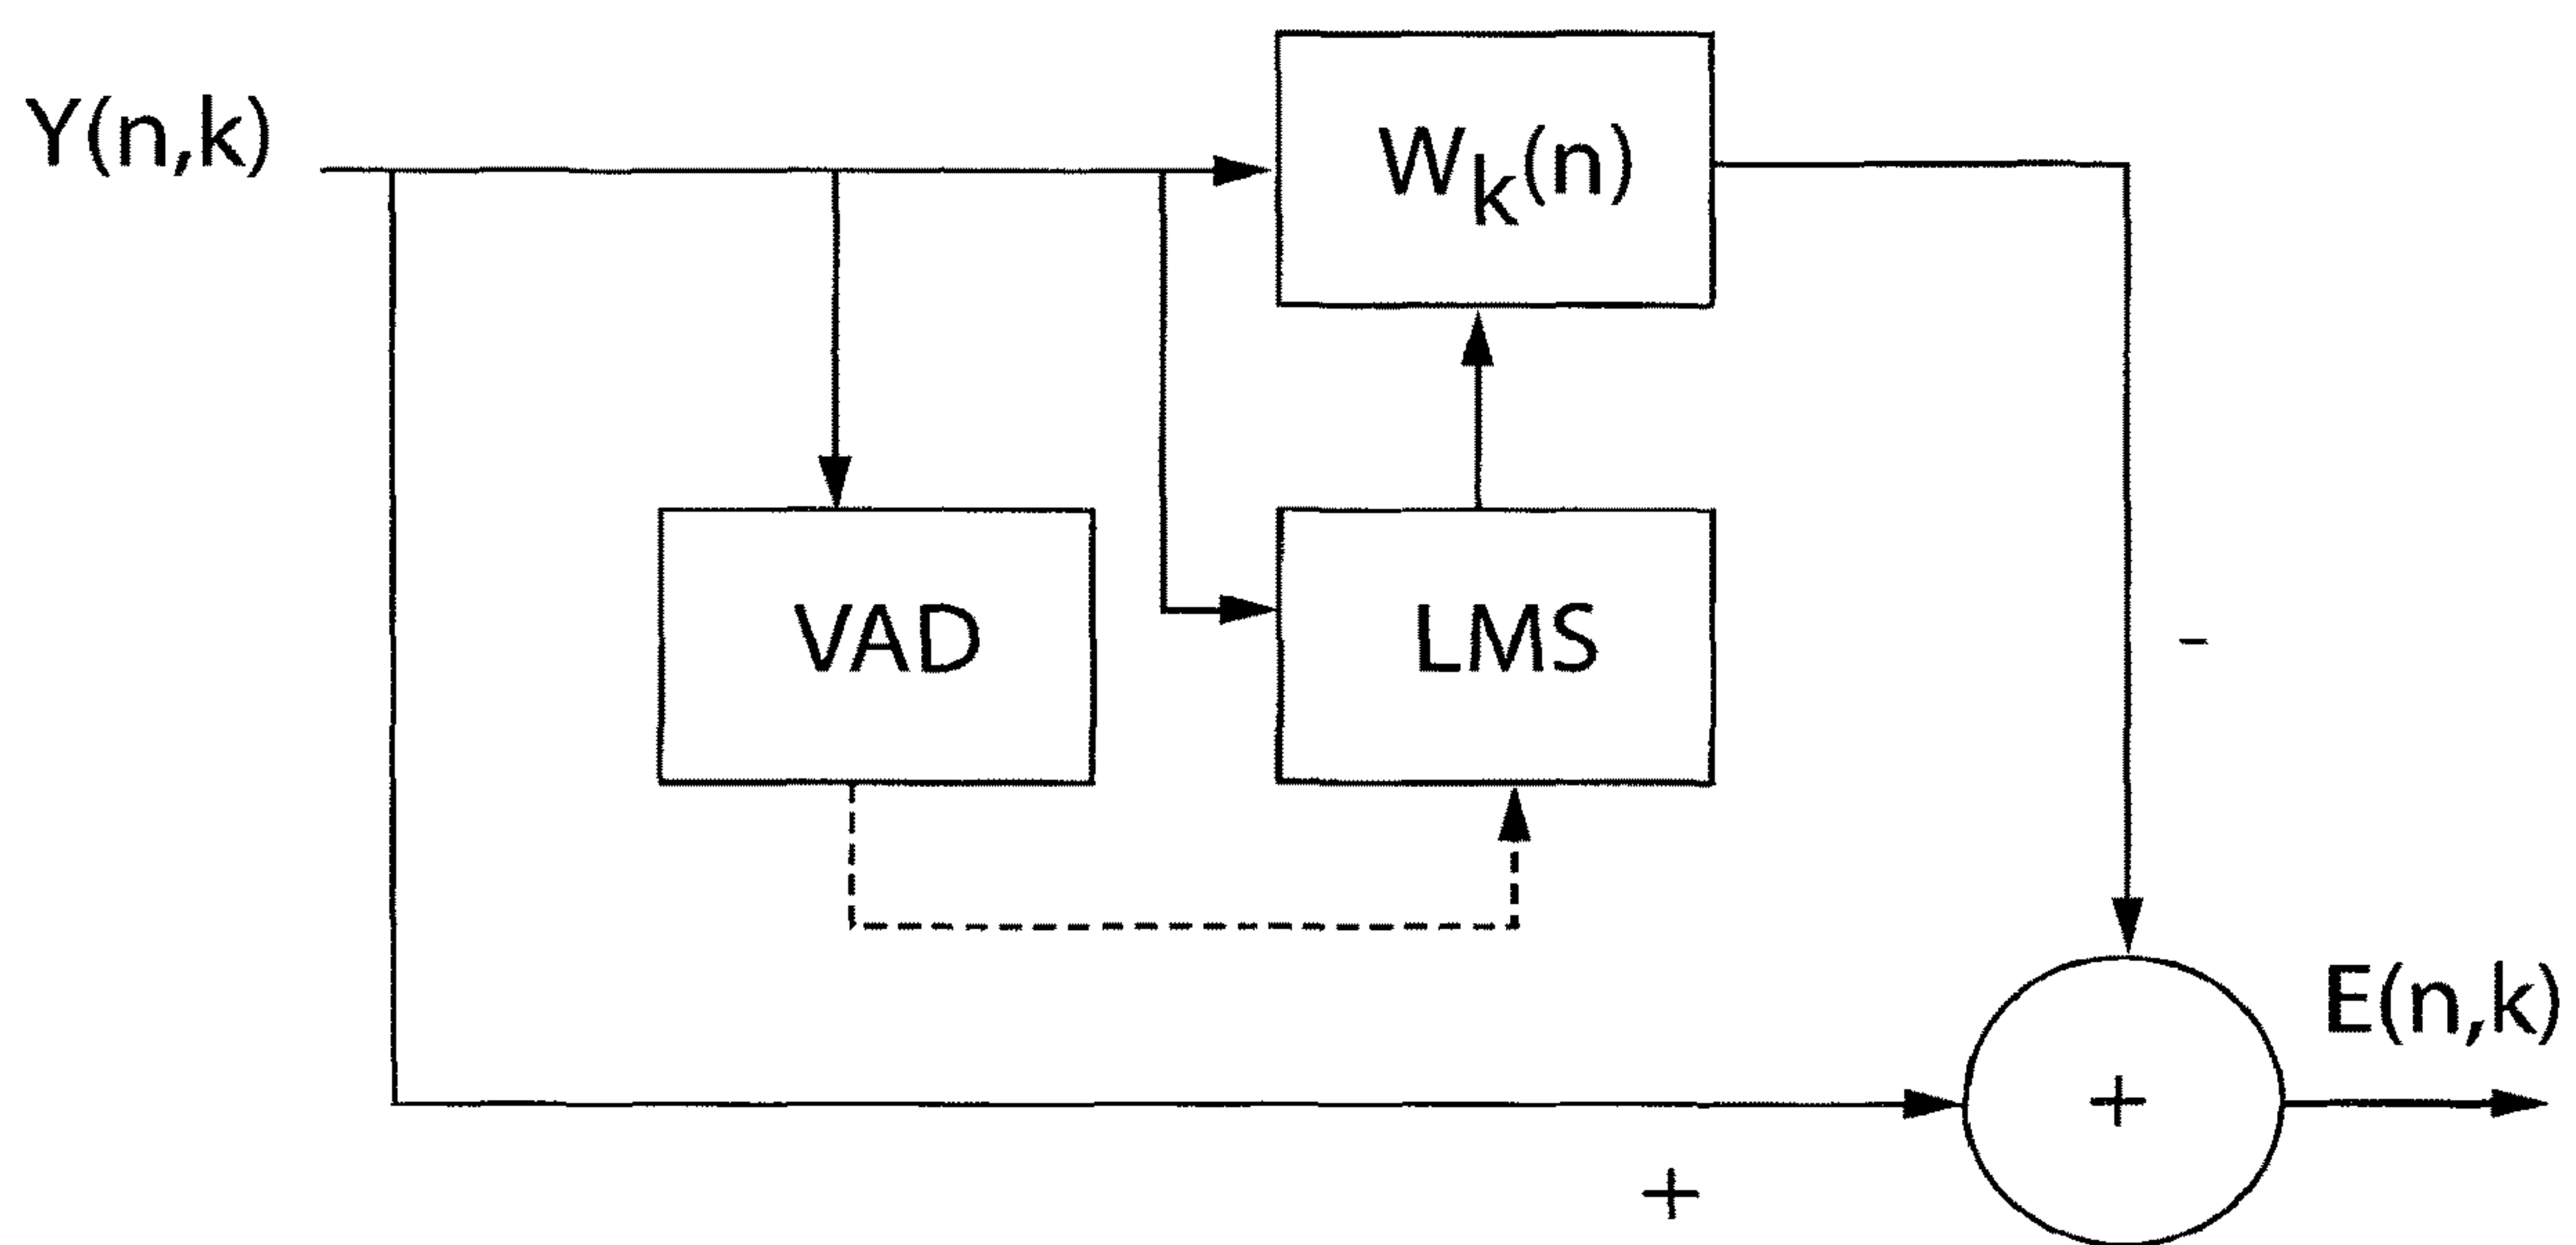 Y(n,k)
Wk(n)
VAD
LMS
-
E(n,k)
+
+